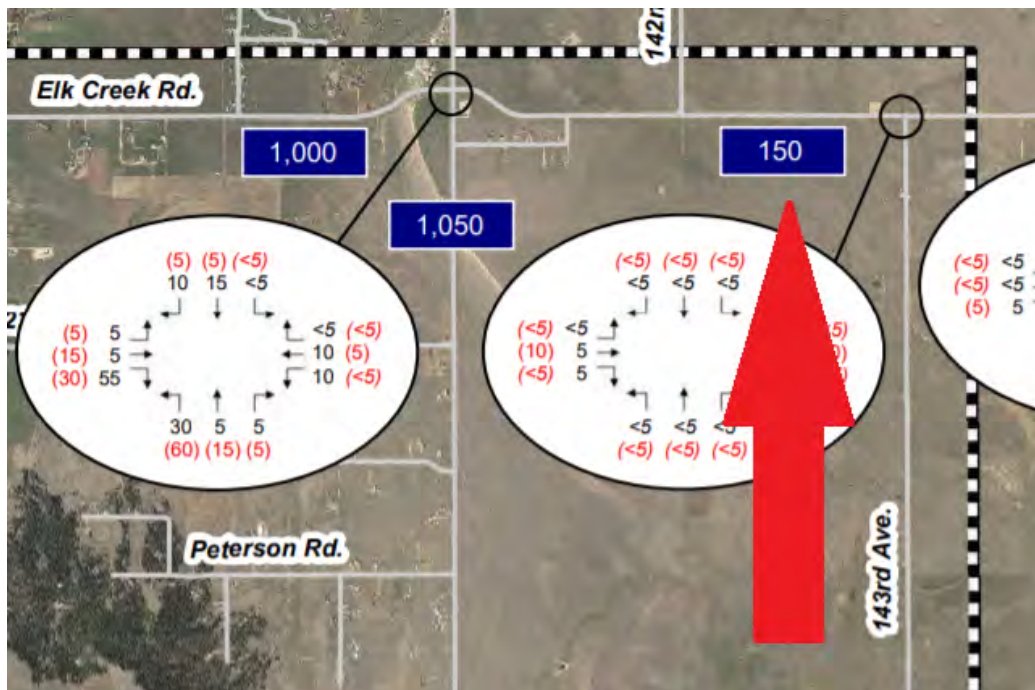 142n
Elk Creek Rd.
1,000
150
1,050
(5) (5) (<5)
10 15 <5
(5) 5
(15) 5
(30) 55
<5 (<5)
10 (5)
10 (<5)
30 5 5
(60) (15) (5)
(<5) (<5) (<5)
<5 <5 <5
(<5) <5
(10) 5
(<5) 5
<5 <5 <5
(<5) (<5) (<5)
(<5) <5
(<5) <5
(5) 5
Peterson Rd.
143rd Ave.